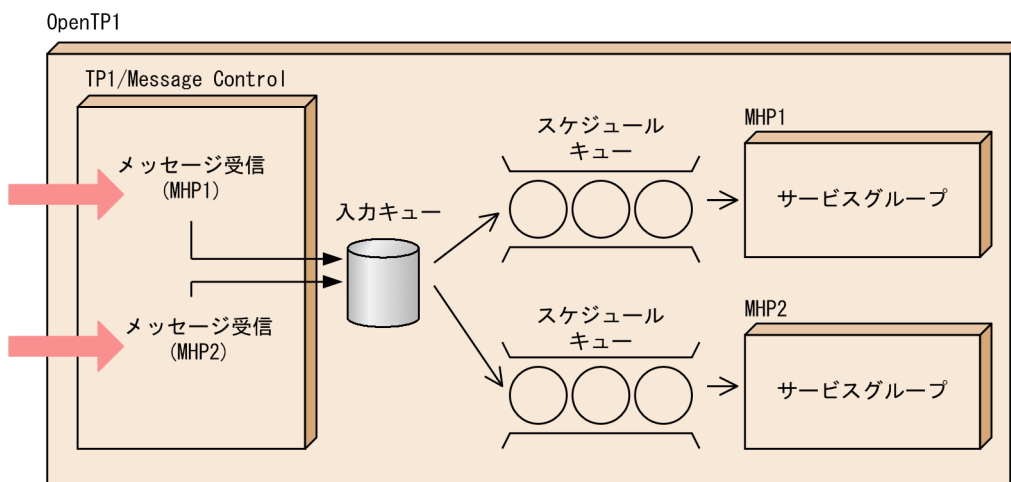 OpenTP1
TP1/Message Control
メッセージ受信
(MHP1)
入力キュー
メッセージ受信
(MHP2)
スケジュール
キュー
MHP1
サービスグループ
スケジュール
キュー
MHP2
サービスグループ